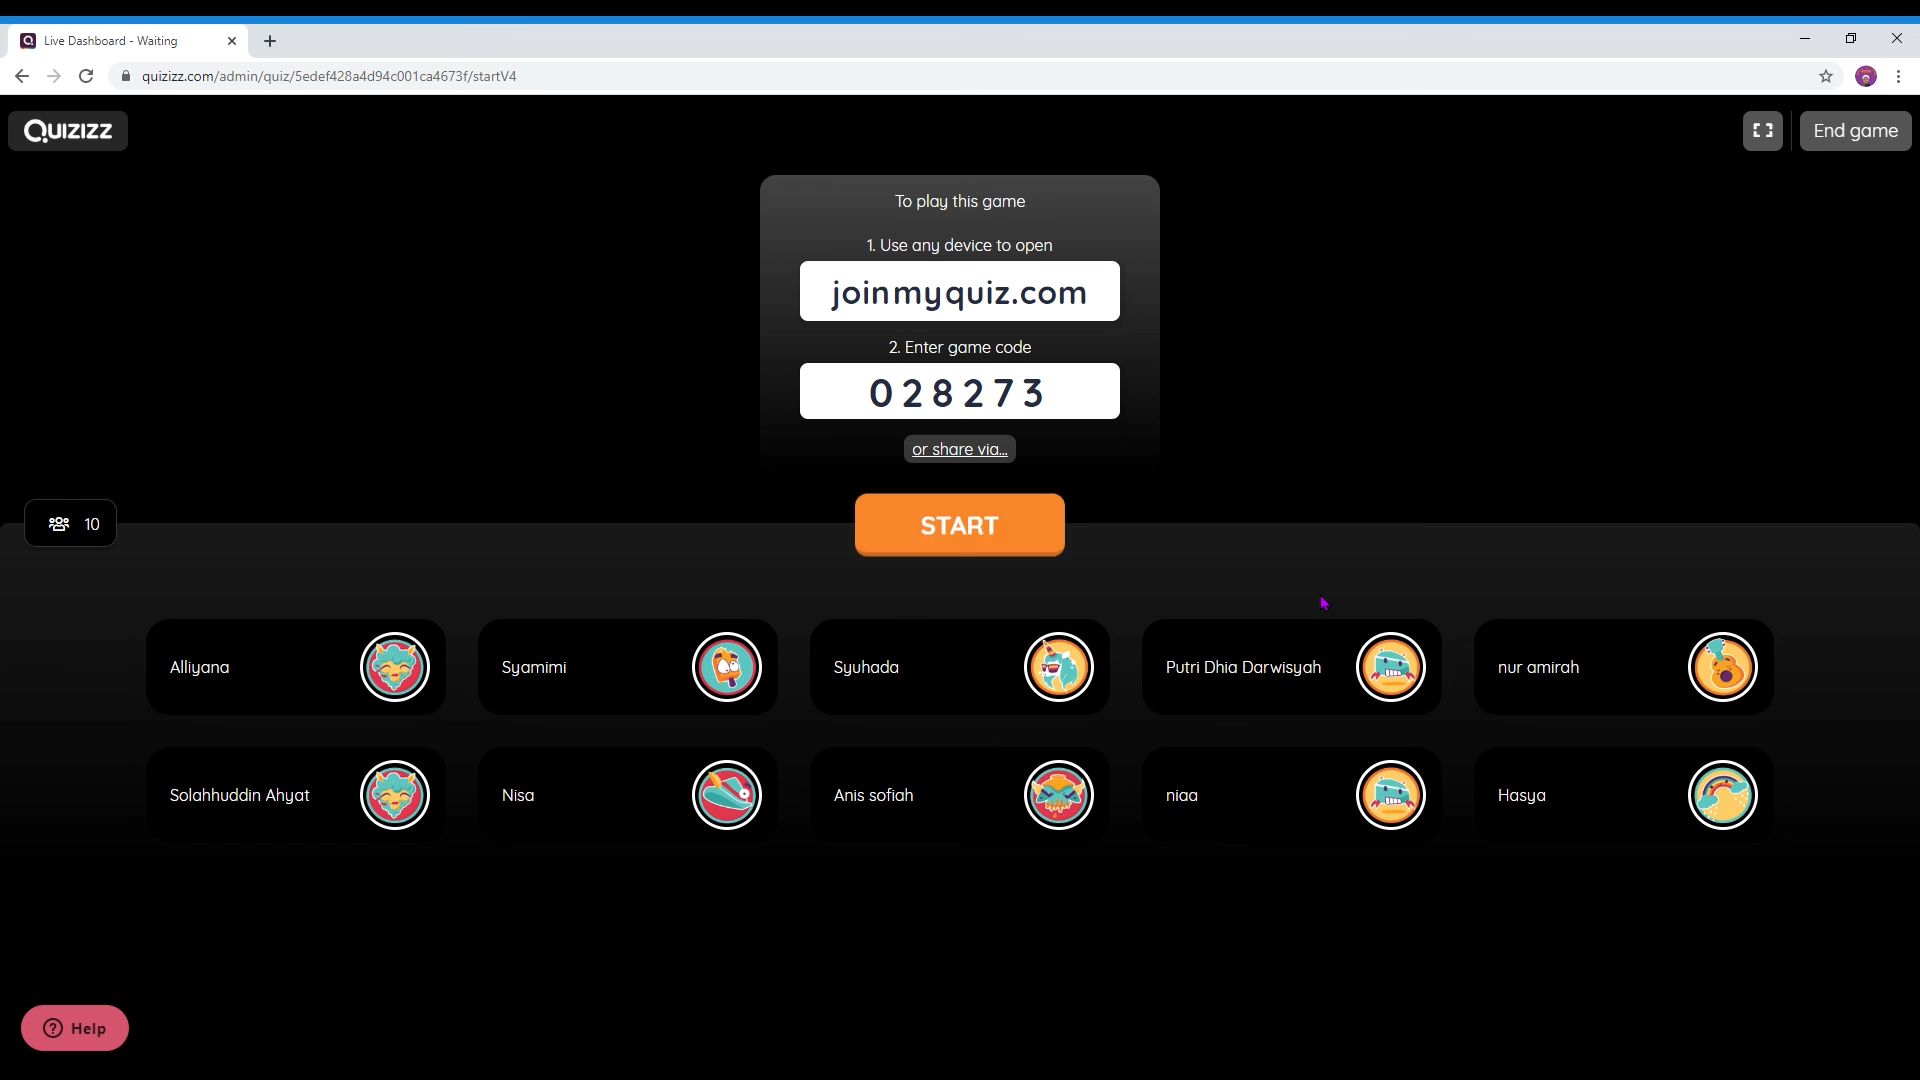 Live Dashboard - Waiting
quizizz.com/admin/quiz/5edef428a4d94c001ca4673f/startV4
QUIZIZZ
End game
To play this game
1. Use any device to open
joinmyquiz.com
2. Enter game code
028273
or share via...
10
START
Alliyana
Syamimi
Syuhada
Putri Dhia Darwisyah
nur amirah
Solahhuddin Ahyat
Nisa
Anis sofiah
niaa
Hasya
Help